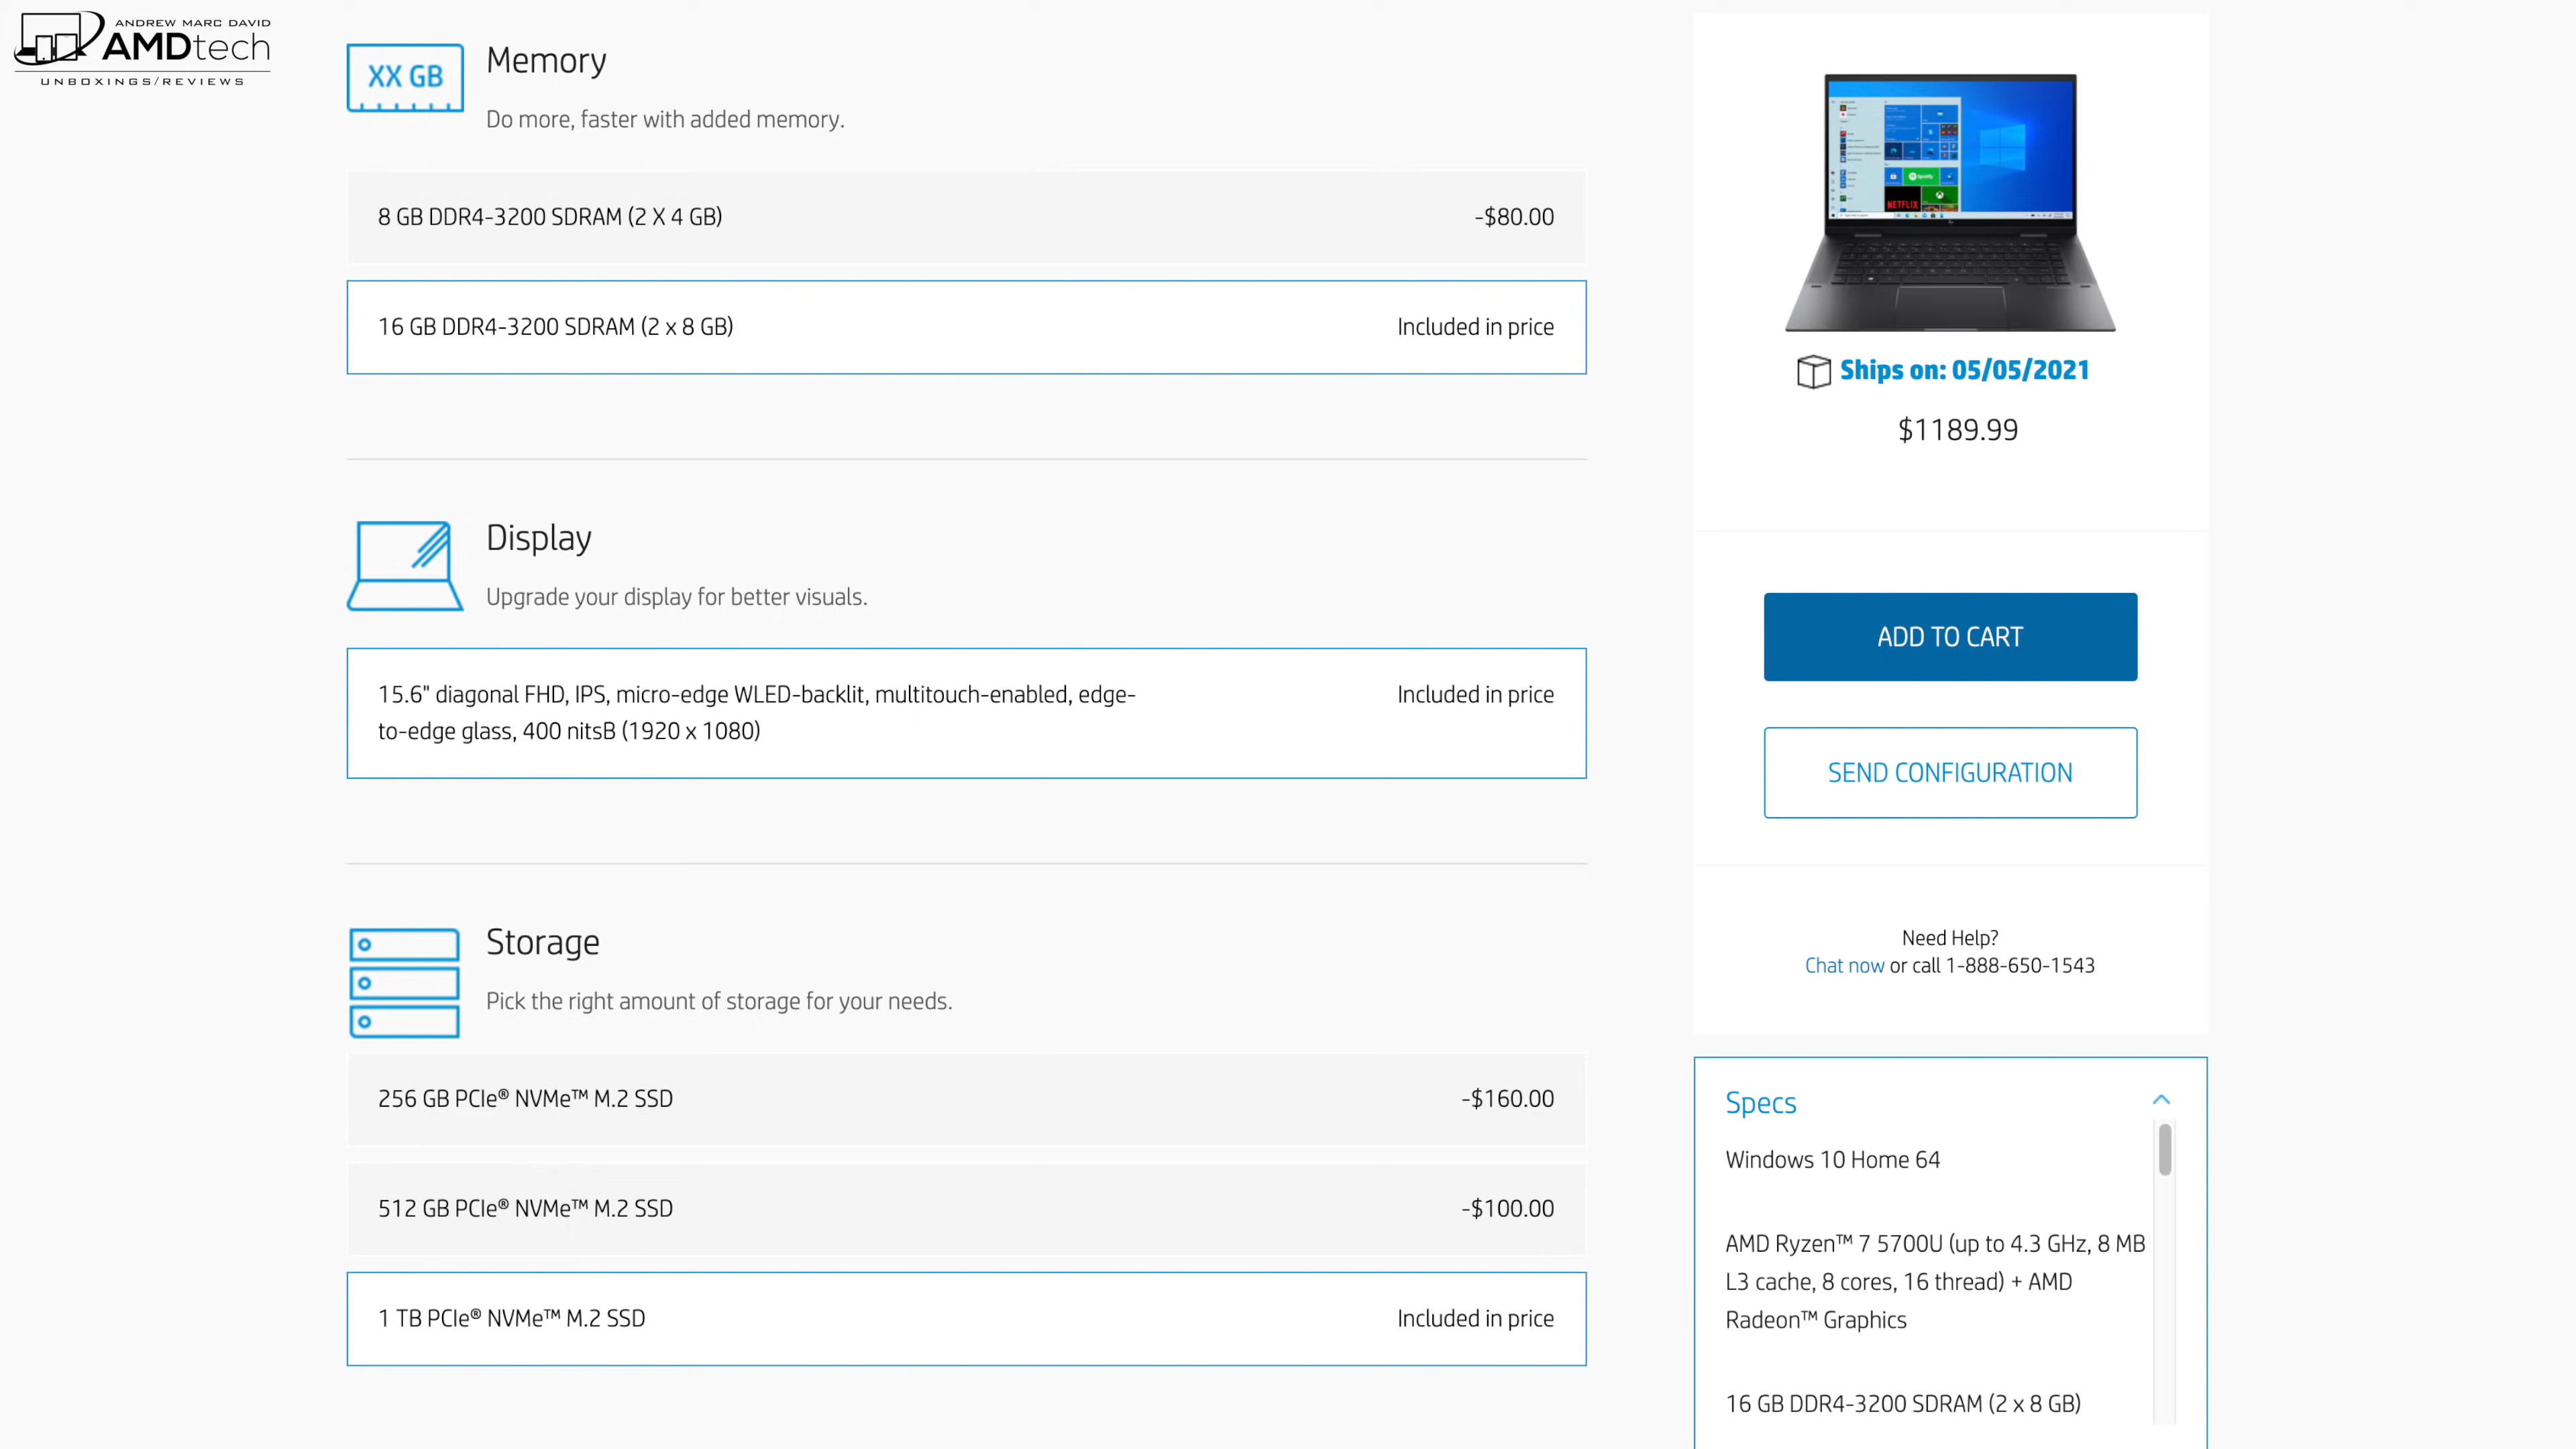 ANDREW MARC DAVID
AMDtech
UNBOXINGS/REVIEWS
XX GB
Memory
Do more, faster with added memory.
8 GB DDR4-3200 SDRAM (2 X 4 GB)
-$80.00
16 GB DDR4-3200 SDRAM (2 x 8 GB)
Included in price
Display
Upgrade your display for better visuals.
15.6" diagonal FHD, IPS, micro-edge WLED-backlit, multitouch-enabled, edge-
to-edge glass, 400 nitsB (1920 x 1080)
Included in price
Storage
Pick the right amount of storage for your needs.
256 GB PCIe® NVMe™ M.2 SSD
-$160.00
512 GB PCIe® NVMe™ M.2 SSD
-$100.00
1 TB PCIe® NVMe™ M.2 SSD
Included in price
Spotify
NETFLIX
Ships on: 05/05/2021
$1189.99
ADD TO CART
SEND CONFIGURATION
Need Help?
Chat now or call 1-888-650-1543
Specs
Windows 10 Home 64
AMD Ryzen™ 7 5700U (up to 4.3 GHz, 8 MB
L3 cache, 8 cores, 16 thread) + AMD
Radeon™ Graphics
16 GB DDR4-3200 SDRAM (2 x 8 GB)